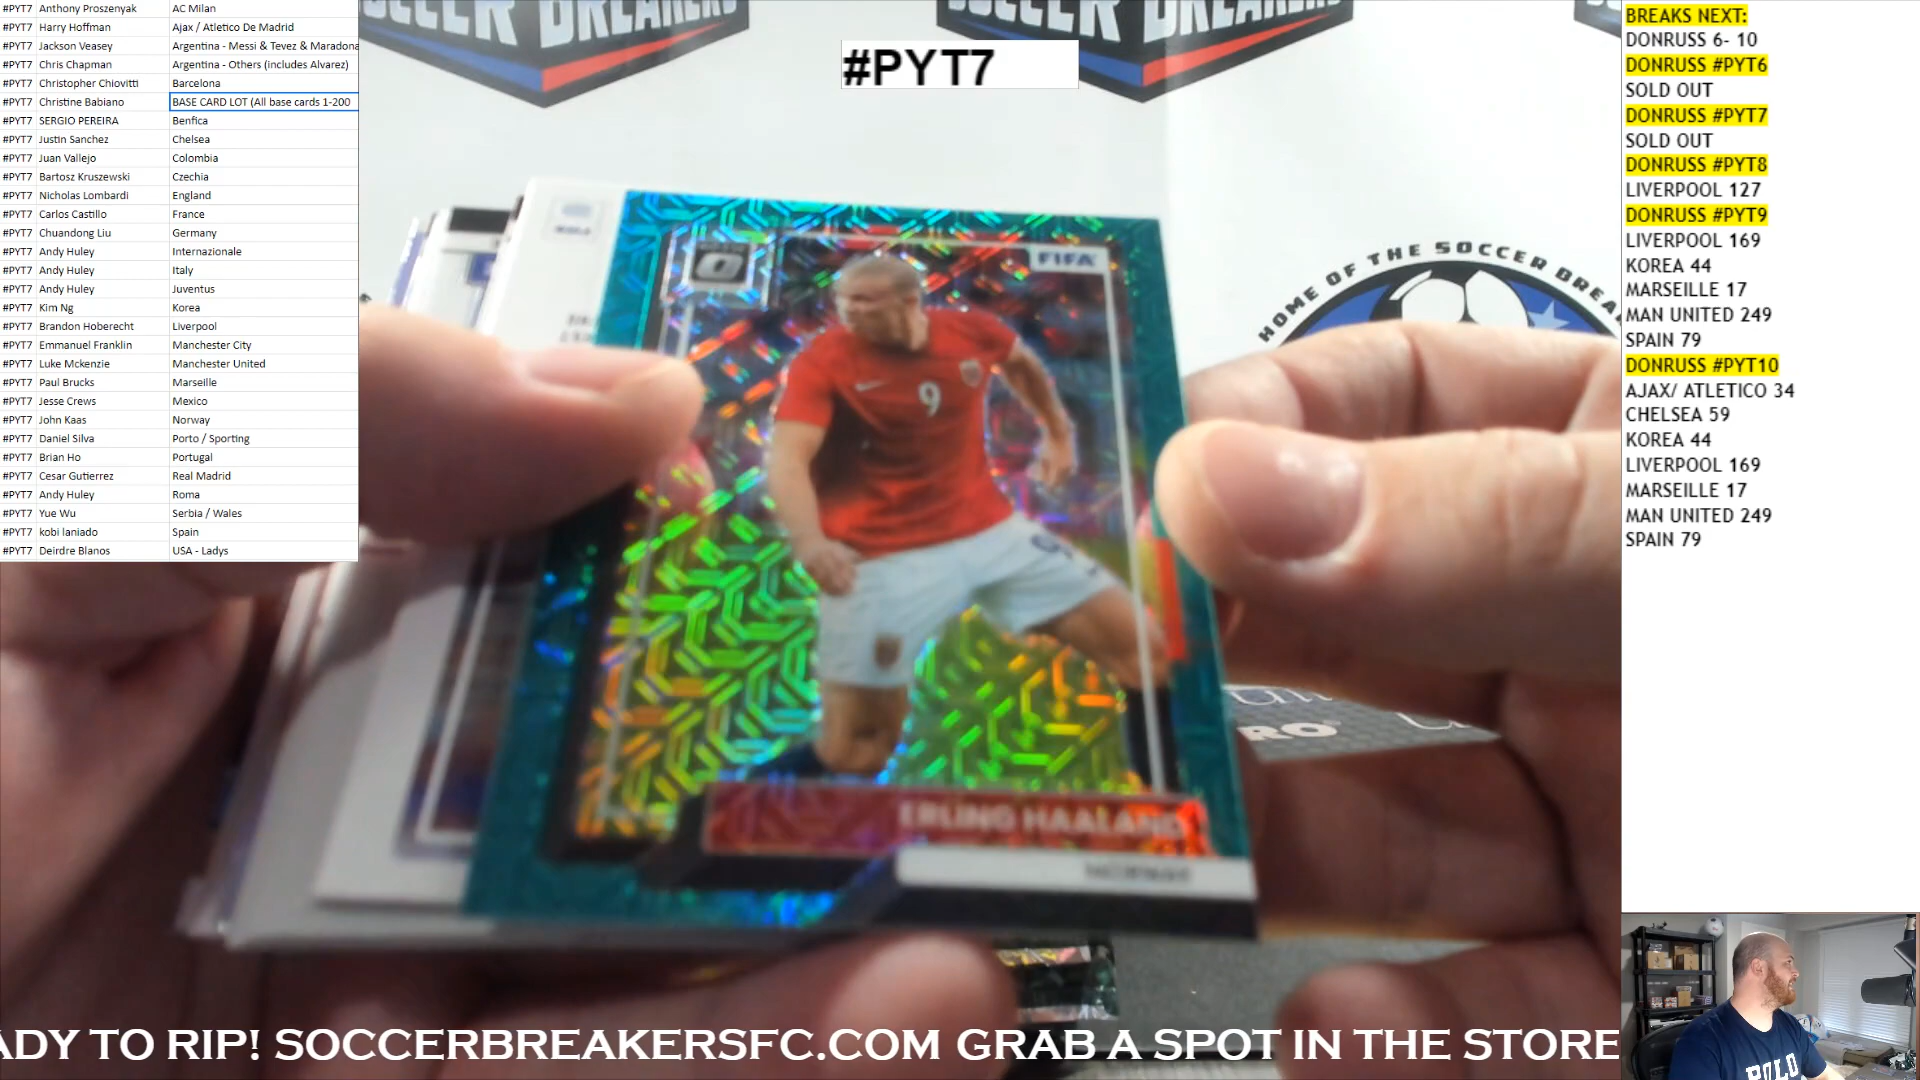 #PYT7 Anthony Proszenyak AC Milan
#PYT7 Harry Hoffman Ajax / Atletico De Madrid
#PYT7 Jackson Veasey Argentina - Messi & Tevez & Maradona
#PYT7 Chris Chapman Argentina - Others (includes Alvarez)
#PYT7 Christopher Chiovitti Barcelona
#PYT7 Christine Babiano BASE CARD LOT (All base cards 1-200
#PYT7 SERGIO PEREIRA Benfica
#PYT7 Justin Sanchez Chelsea
#PYT7 Juan Vallejo Colombia
#PYT7 Bartosz Kruszewski Czechia
#PYT7 Nicholas Lombardi England
#PYT7 Carlos Castillo France
#PYT7 Chuandong Liu Germany
#PYT7 Andy Huley Internazionale
#PYT7 Andy Huley Italy
#PYT7 Andy Huley Juventus
#PYT7 Kim Ng Korea
#PYT7 Brandon Hoberecht Liverpool
#PYT7 Emmanuel Franklin Manchester City
#PYT7 Luke Mckenzie Manchester United
#PYT7 Paul Brucks Marseille
#PYT7 Jesse Crews Mexico
#PYT7 John Kaas Norway
#PYT7 Daniel Silva Porto / Sporting
#PYT7 Brian Ho Portugal
#PYT7 Cesar Gutierrez Real Madrid
#PYT7 Andy Huley Roma
#PYT7 Yue Wu Serbia / Wales
#PYT7 kobi laniado Spain
#PYT7 Deirdre Blanos USA - Ladys
SOCCER BREAKERS
SOCCER BREAKERS
#PYT7
HOME OF THE SOCCER BREA
FIFA
9
ERLING HAALAND
NORWAY
BREAKS NEXT:
DONRUSS 6- 10
DONRUSS #PYT6
SOLD OUT
DONRUSS #PYT7
SOLD OUT
DONRUSS #PYT8
LIVERPOOL 127
DONRUSS #PYT9
LIVERPOOL 169
KOREA 44
MARSEILLE 17
MAN UNITED 249
SPAIN 79
DONRUSS #PYT10
AJAX/ ATLETICO 34
CHELSEA 59
KOREA 44
LIVERPOOL 169
MARSEILLE 17
MAN UNITED 249
SPAIN 79
POLO
ADY TO RIP! SOCCERBREAKERSFC.COM GRAB A SPOT IN THE STORE